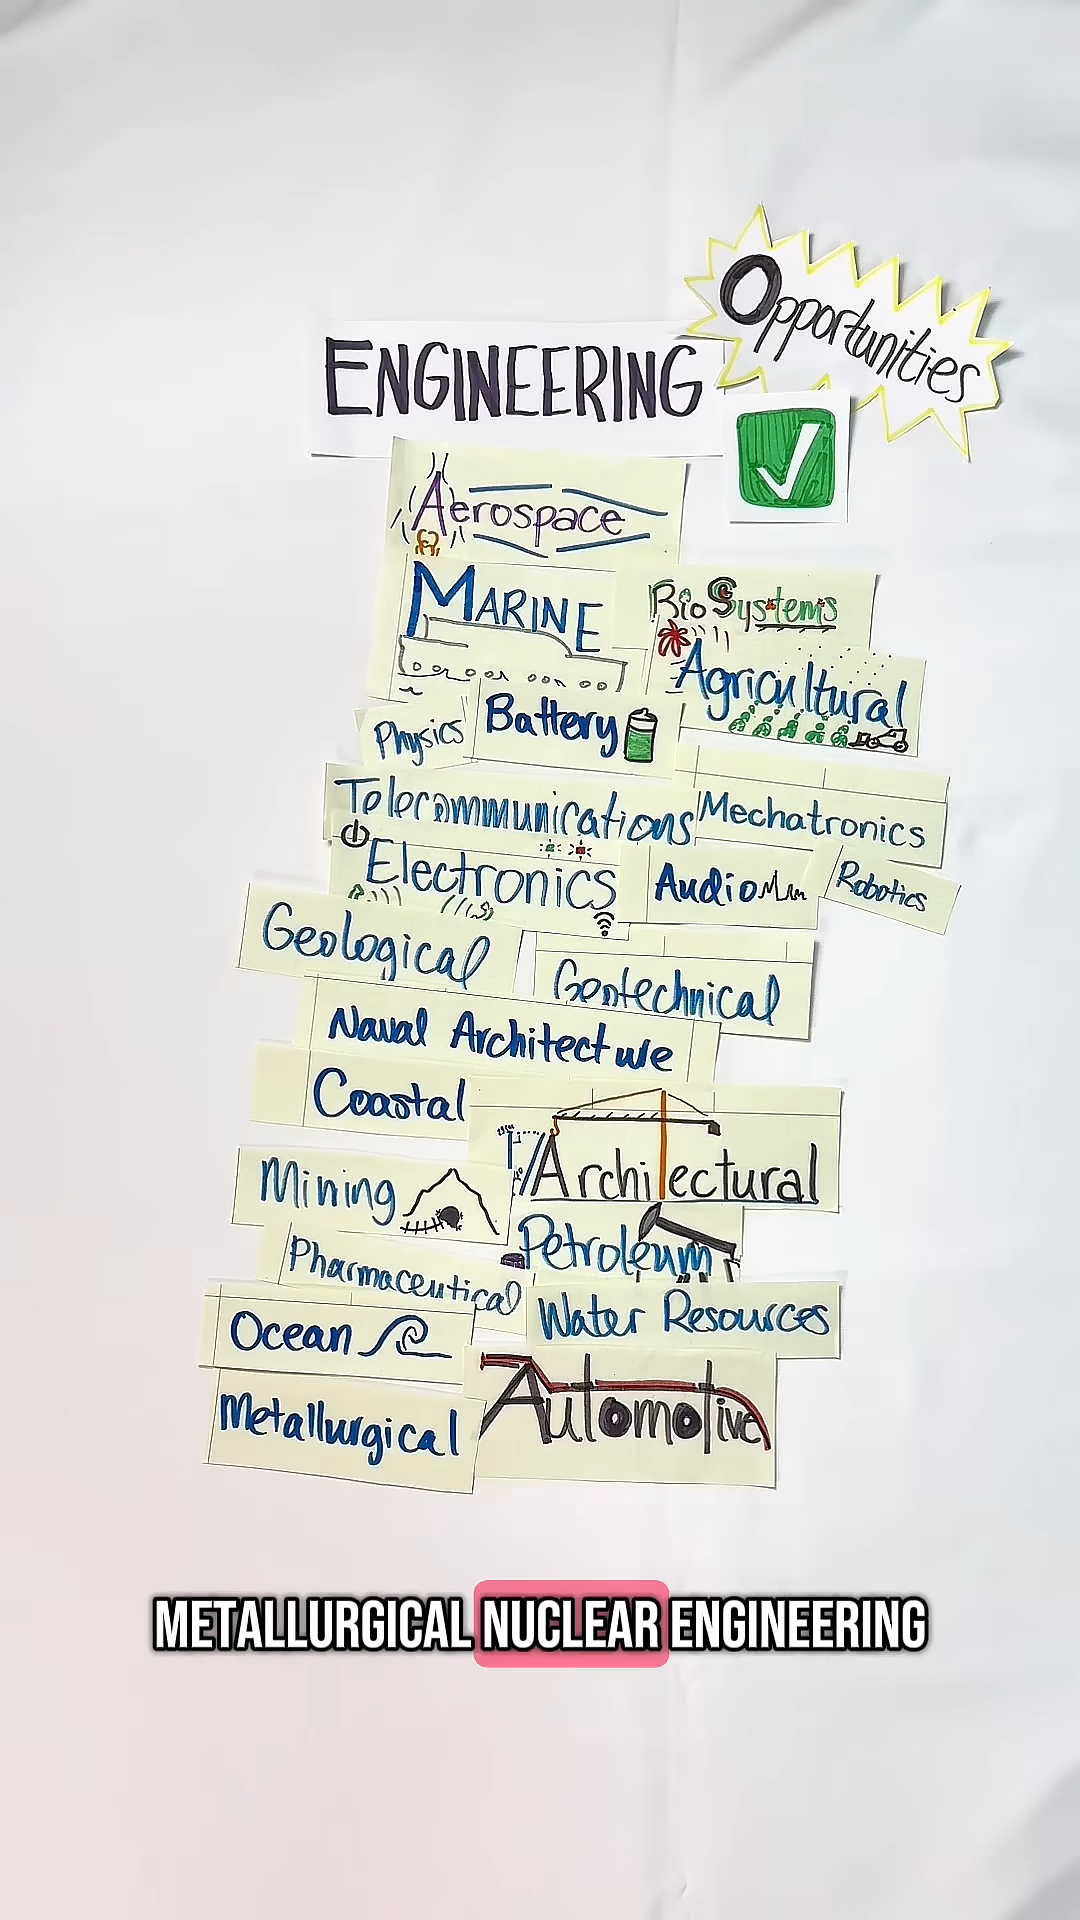 Opportunities
ENGINEERING
Aerospace
MARINE
BioSystems
Agricultural
Physics
Battery
Telecommunications
Mechatronics
Electronics
Audio
Robotics
Geological
Geotechnical
Naval Architecture
Coastal
Architectural
Mining
Petroleum
Pharmaceutical
Water Resources
Ocean
Automotive
Metallurgical
METALLURGICAL NUCLEAR ENGINEERING